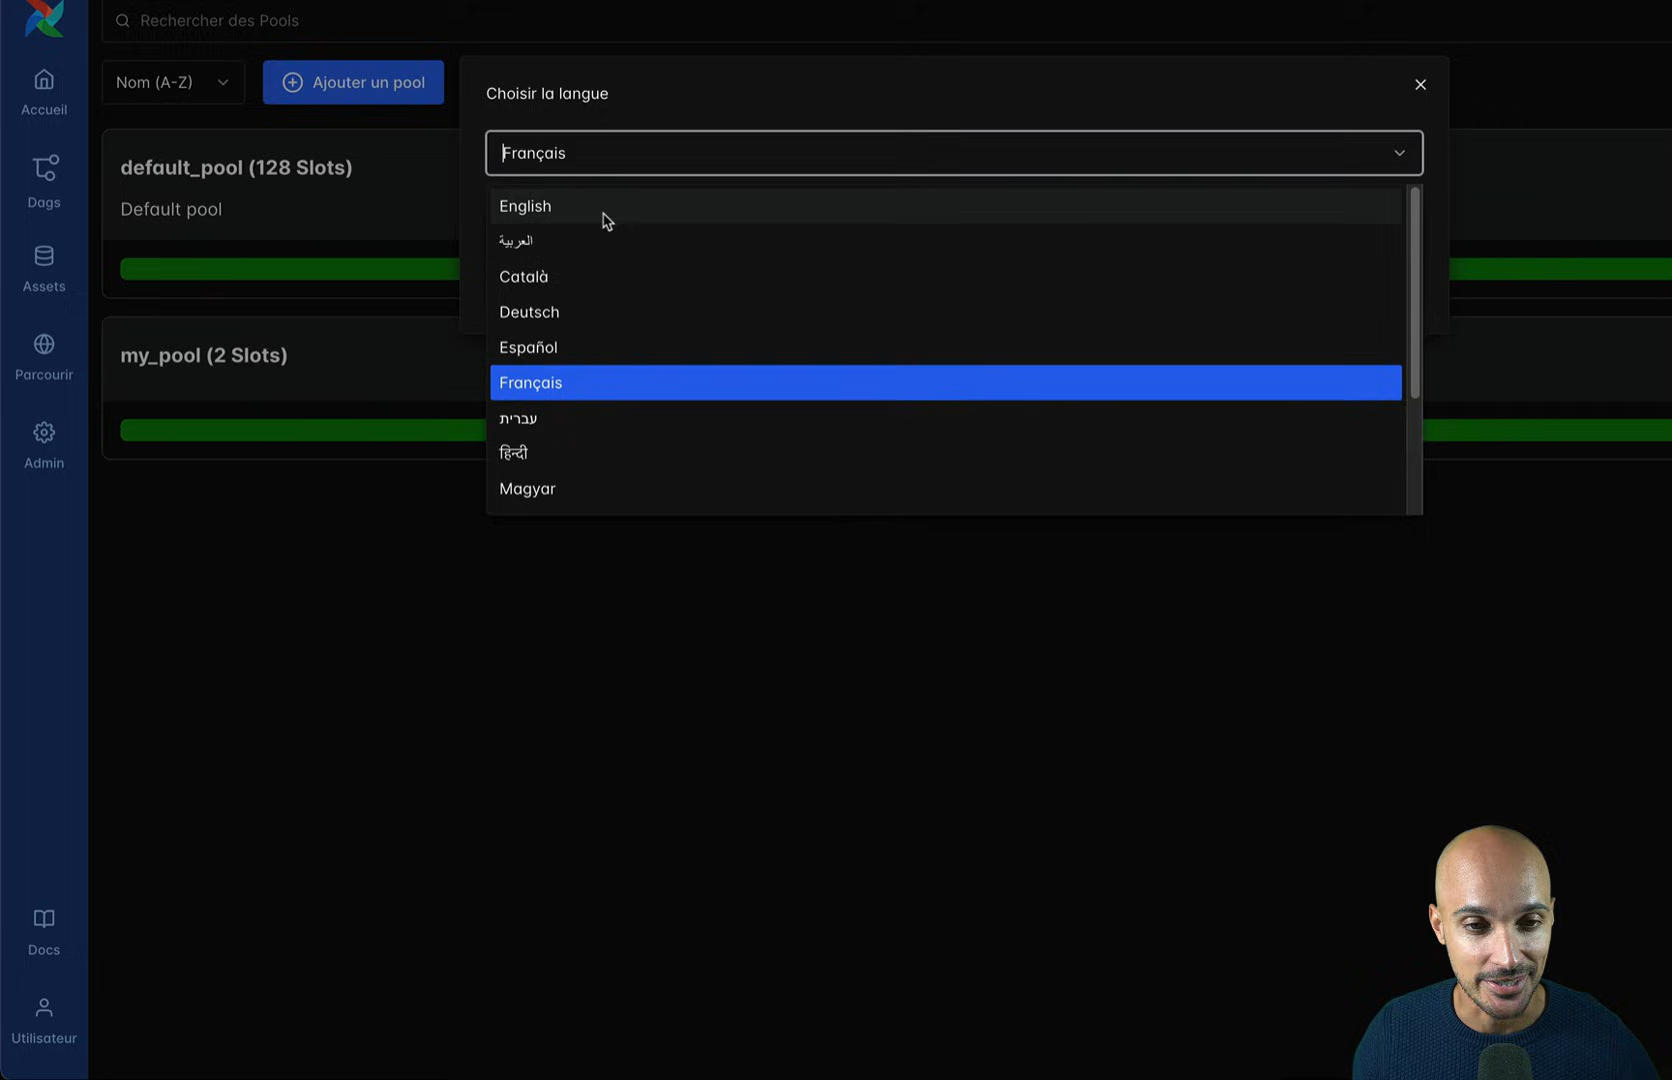 Rechercher des Pools
Nom (A-Z)
Ajouter un pool
Choisir la langue
Français
English
العربية
Català
Deutsch
Español
Français
עברית
हिन्दी
Magyar
default_pool (128 Slots)
Default pool
my_pool (2 Slots)
Accueil
Dags
Assets
Parcourir
Admin
Docs
Utilisateur